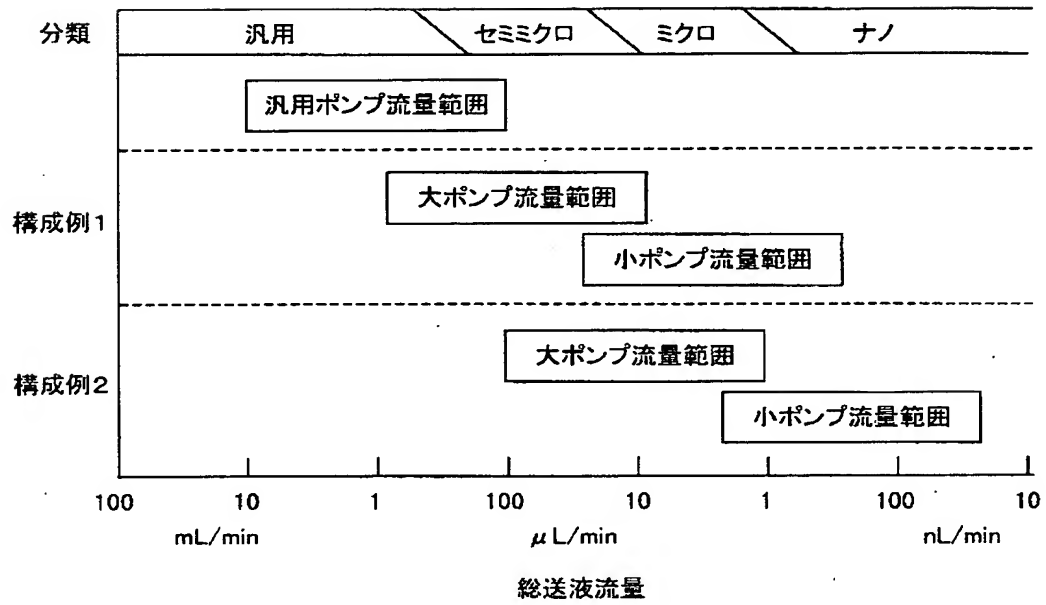 分類 汎用 セミミクロ ミクロ ナノ
汎用ポンプ流量範囲
大ポンプ流量範囲
構成例1
小ポンプ流量範囲
大ポンプ流量範囲
構成例2
小ポンプ流量範囲
100 10 1 100 10 1 100 10
mL/min μL/min nL/min
総送液流量